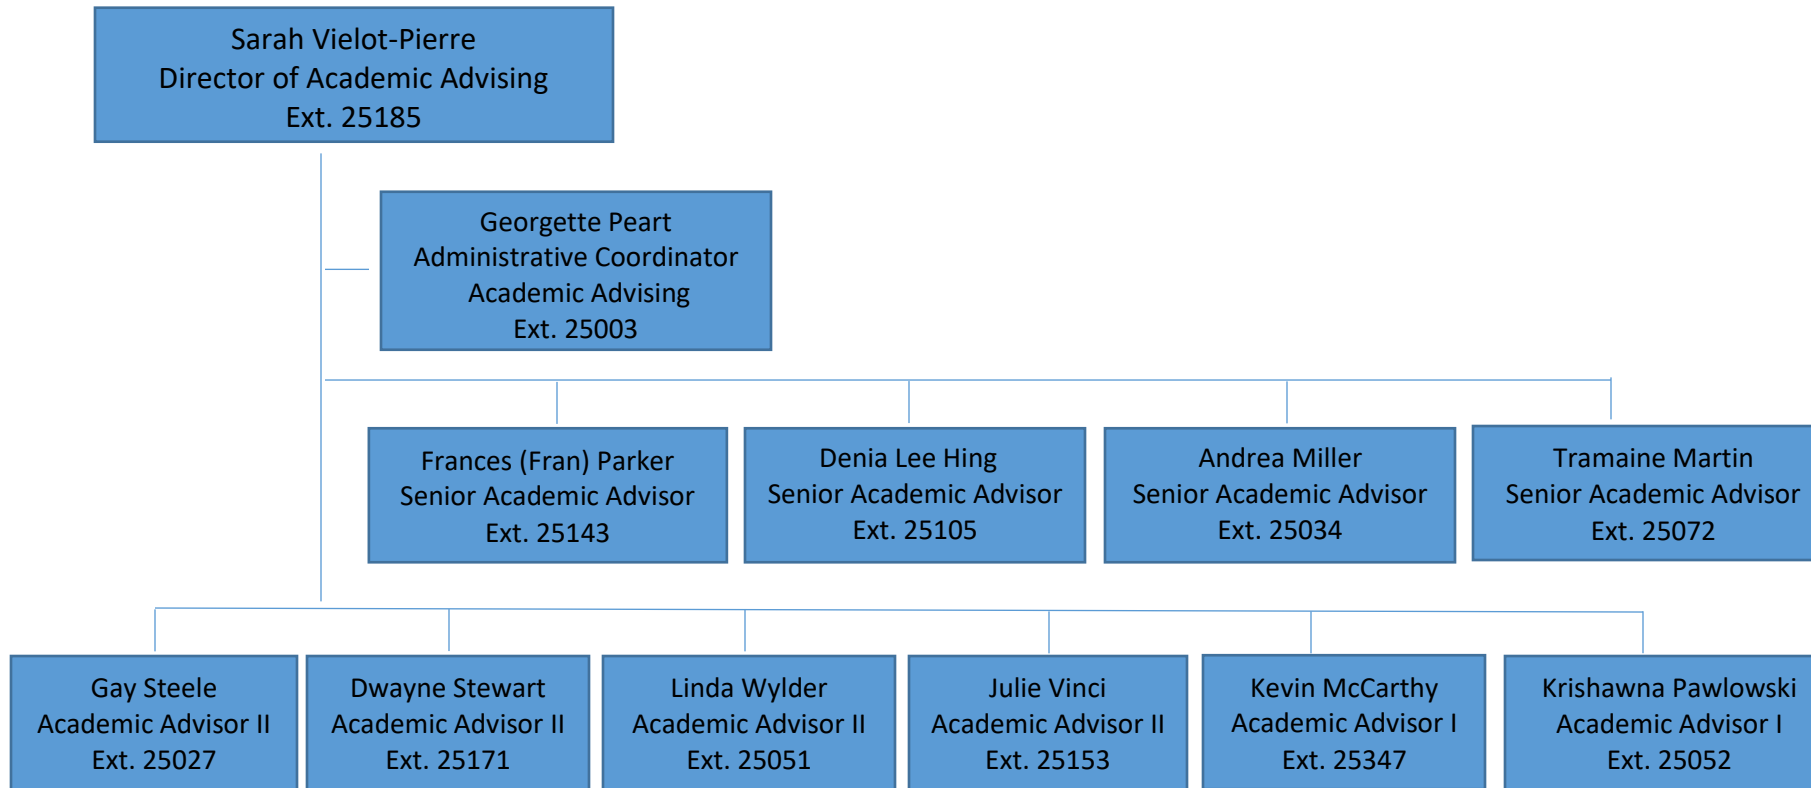 Sarah Vielot-Pierre
Director of Academic Advising
Ext. 25185
Georgette Peart
Administrative Coordinator
Academic Advising
Ext. 25003
Frances (Fran) Parker
Senior Academic Advisor
Ext. 25143
Denia Lee Hing
Senior Academic Advisor
Ext. 25105
Andrea Miller
Senior Academic Advisor
Ext. 25034
Tramaine Martin
Senior Academic Advisor
Ext. 25072
Gay Steele
Academic Advisor II
Ext. 25027
Dwayne Stewart
Academic Advisor II
Ext. 25171
Linda Wylder
Academic Advisor II
Ext. 25051
Julie Vinci
Academic Advisor II
Ext. 25153
Kevin McCarthy
Academic Advisor I
Ext. 25347
Krishawna Pawlowski
Academic Advisor I
Ext. 25052